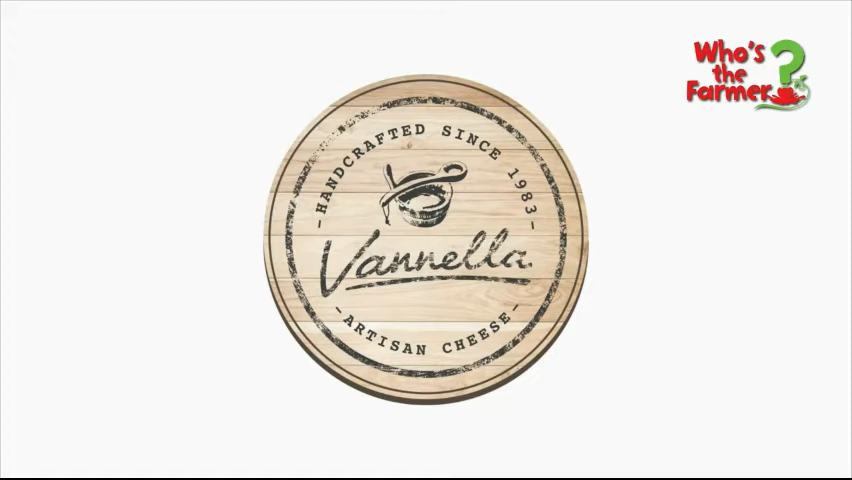 Who's
the
Farmer?
-HANDCRAFTED SINCE 1983-
Vannella
-ARTISAN CHEESE-